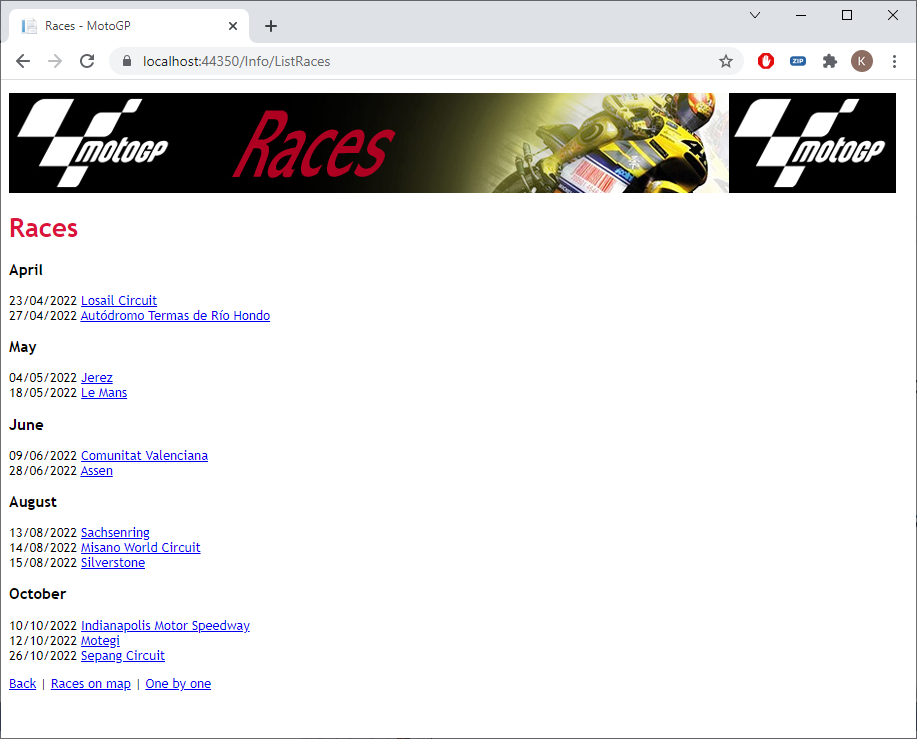 Races - MotoGP
localhost:44350/Info/ListRaces
ZIP
K
MotoGP
Races
MotoGP
Races
April
23/04/2022 Losail Circuit
27/04/2022 Autódromo Termas de Río Hondo
May
04/05/2022 Jerez
18/05/2022 Le Mans
June
09/06/2022 Comunitat Valenciana
28/06/2022 Assen
August
13/08/2022 Sachsenring
14/08/2022 Misano World Circuit
15/08/2022 Silverstone
October
10/10/2022 Indianapolis Motor Speedway
12/10/2022 Motegi
26/10/2022 Sepang Circuit
Back | Races on map | One by one